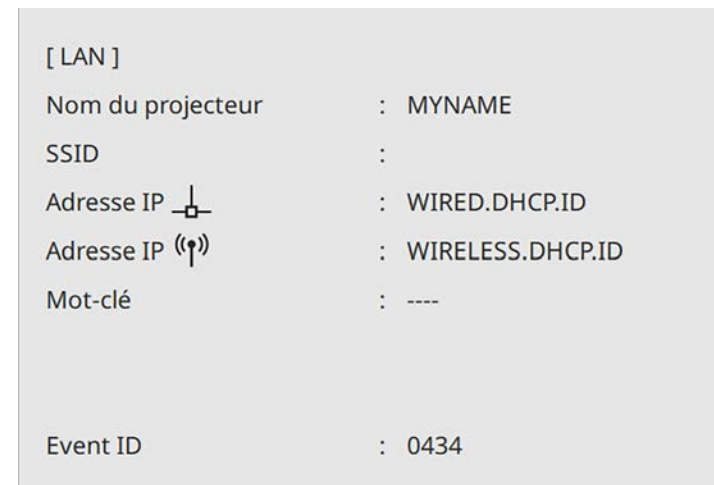 [ LAN ]
Nom du projecteur : MYNAME
SSID :
Adresse IP : WIRED.DHCP.ID
Adresse IP : WIRELESS.DHCP.ID
Mot-clé : ----
Event ID : 0434